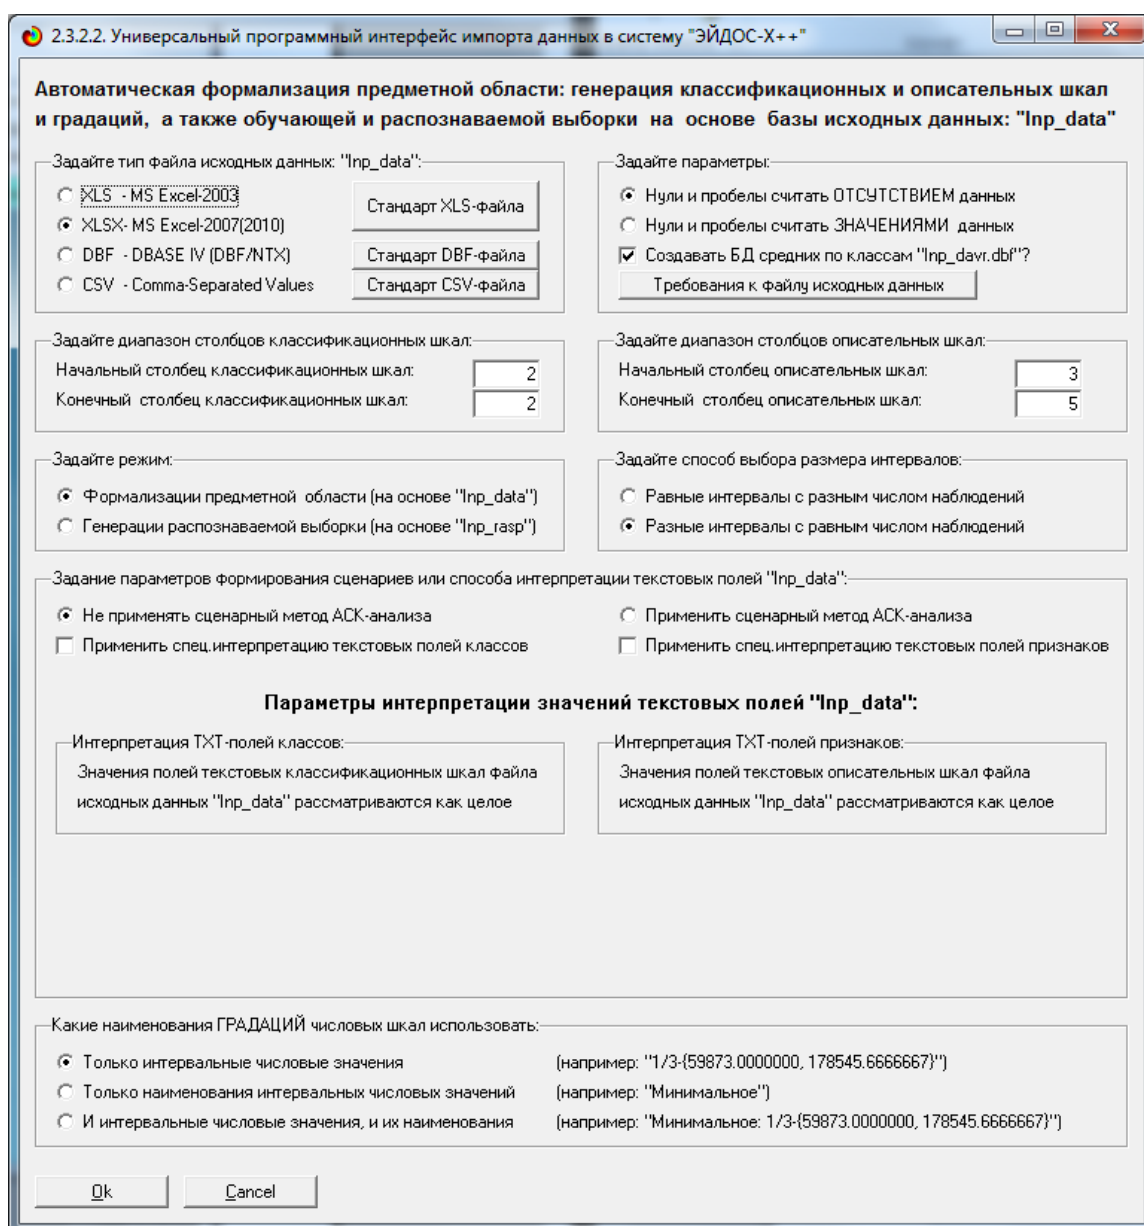 2.3.2.2. Универсальный программный интерфейс импорта данных в систему "ЭЙДОС-X++"
Автоматическая формализация предметной области: генерация классификационных и описательных шкал
и градаций, а также обучающей и распознаваемой выборки на основе базы исходных данных: "Inp_data"
Задайте тип файла исходных данных: "Inp_data":
XLS - MS Excel-2003
XLSX- MS Excel-2007(2010)
DBF - DBASE IV (DBF/NTX)
CSV - Comma-Separated Values
Стандарт XLS-файла
Стандарт DBF-файла
Стандарт CSV-файла
Задайте параметры:
Нули и пробелы считать ОТСУТСТВИЕМ данных
Нули и пробелы считать ЗНАЧЕНИЯМИ данных
Создавать БД средних по классам "Inp_davr.dbf"?
Требования к файлу исходных данных
Задайте диапазон столбцов классификационных шкал:
Начальный столбец классификационных шкал: 2
Конечный столбец классификационных шкал: 2
Задайте диапазон столбцов описательных шкал:
Начальный столбец описательных шкал: 3
Конечный столбец описательных шкал: 5
Задайте режим:
Формализации предметной области (на основе "Inp_data")
Генерации распознаваемой выборки (на основе "Inp_rasp")
Задайте способ выбора размера интервалов:
Равные интервалы с разным числом наблюдений
Разные интервалы с равным числом наблюдений
Задание параметров формирования сценариев или способа интерпретации текстовых полей "Inp_data":
Не применять сценарный метод АСК-анализа
Применить сценарный метод АСК-анализа
Применить спец.интерпретацию текстовых полей классов
Применить спец.интерпретацию текстовых полей признаков
Параметры интерпретации значений текстовых полей "Inp_data":
Интерпретация TXT-полей классов:
Значения полей текстовых классификационных шкал файла
исходных данных "Inp_data" рассматриваются как целое
Интерпретация TXT-полей признаков:
Значения полей текстовых описательных шкал файла
исходных данных "Inp_data" рассматриваются как целое
Какие наименования ГРАДАЦИЙ числовых шкал использовать:
Только интервальные числовые значения (например: "1/3-{59873.0000000, 178545.6666667}")
Только наименования интервальных числовых значений (например: "Минимальное")
И интервальные числовые значения, и их наименования (например: "Минимальное: 1/3-{59873.0000000, 178545.6666667}")
Ok
Cancel